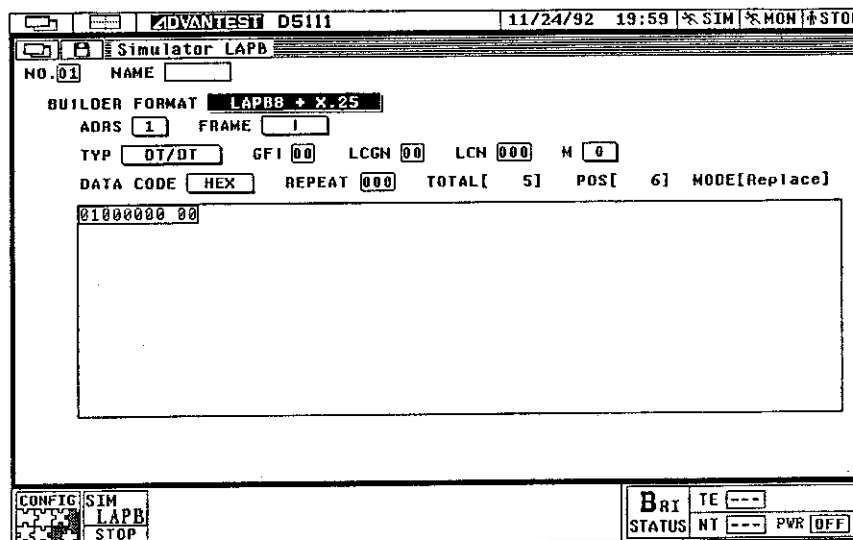 ADVANTEST D5111 11/24/92 19:59 SIM MON STOP
Simulator LAPB
NO.01 NAME
BUILDER FORMAT LAPB8 + X.25
ADRS 1 FRAME I
TYP DT/DT GFI 00 LCGN 00 LCN 000 M 0
DATA CODE HEX REPEAT 000 TOTAL[ 5] POS[ 6] MODE[Replace]
01000000 00
CONFIG SIM LAPB STOP
BRI STATUS TE --- NT --- PWR OFF